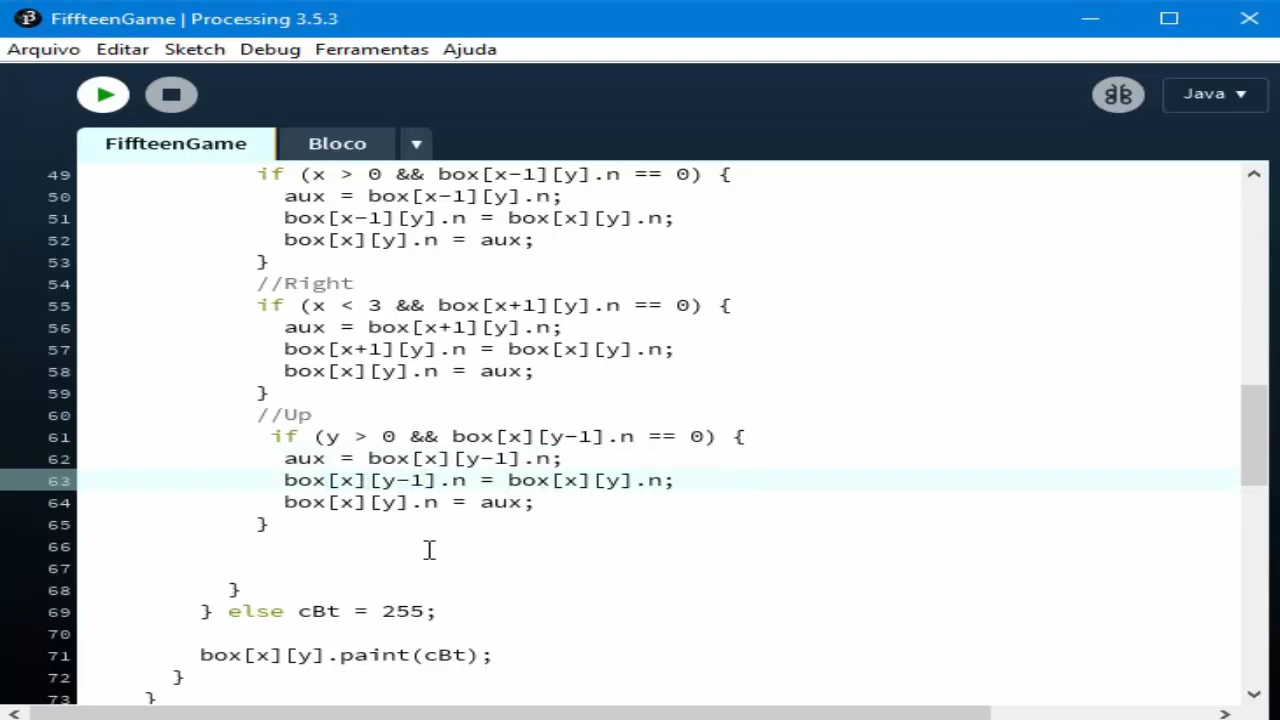 FiffteenGame | Processing 3.5.3
Arquivo Editar Sketch Debug Ferramentas Ajuda
Java
FiffteenGame Bloco
49 if (x > 0 && box[x-1][y].n == 0) {
50 aux = box[x-1][y].n;
51 box[x-1][y].n = box[x][y].n;
52 box[x][y].n = aux;
53 }
54 //Right
55 if (x < 3 && box[x+1][y].n == 0) {
56 aux = box[x+1][y].n;
57 box[x+1][y].n = box[x][y].n;
58 box[x][y].n = aux;
59 }
60 //Up
61 if (y > 0 && box[x][y-1].n == 0) {
62 aux = box[x][y-1].n;
63 box[x][y-1].n = box[x][y].n;
64 box[x][y].n = aux;
65 }
66
67
68 }
69 } else cBt = 255;
70
71 box[x][y].paint(cBt);
72 }
73 }